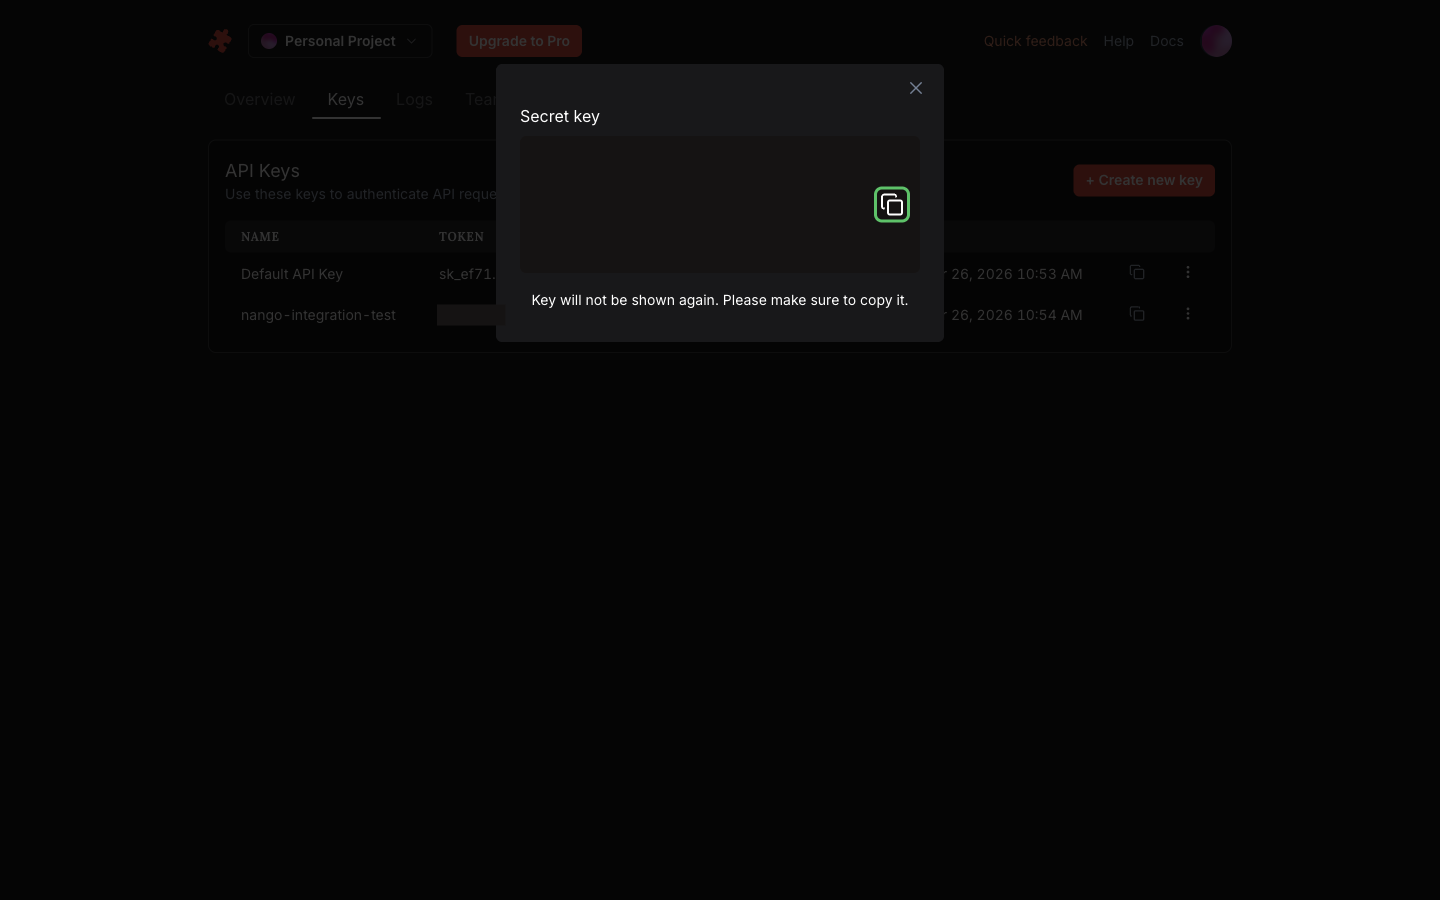 Personal Project
Upgrade to Pro
Quick feedback
Help
Docs
Overview
Keys
Logs
Secret key
API Keys
Use these keys to authenticate API reque
+ Create new key
NAME
TOKEN
Default API Key
sk_ef71.
26, 2026 10:53 AM
Key will not be shown again. Please make sure to copy it.
nango-integration-test
26, 2026 10:54 AM